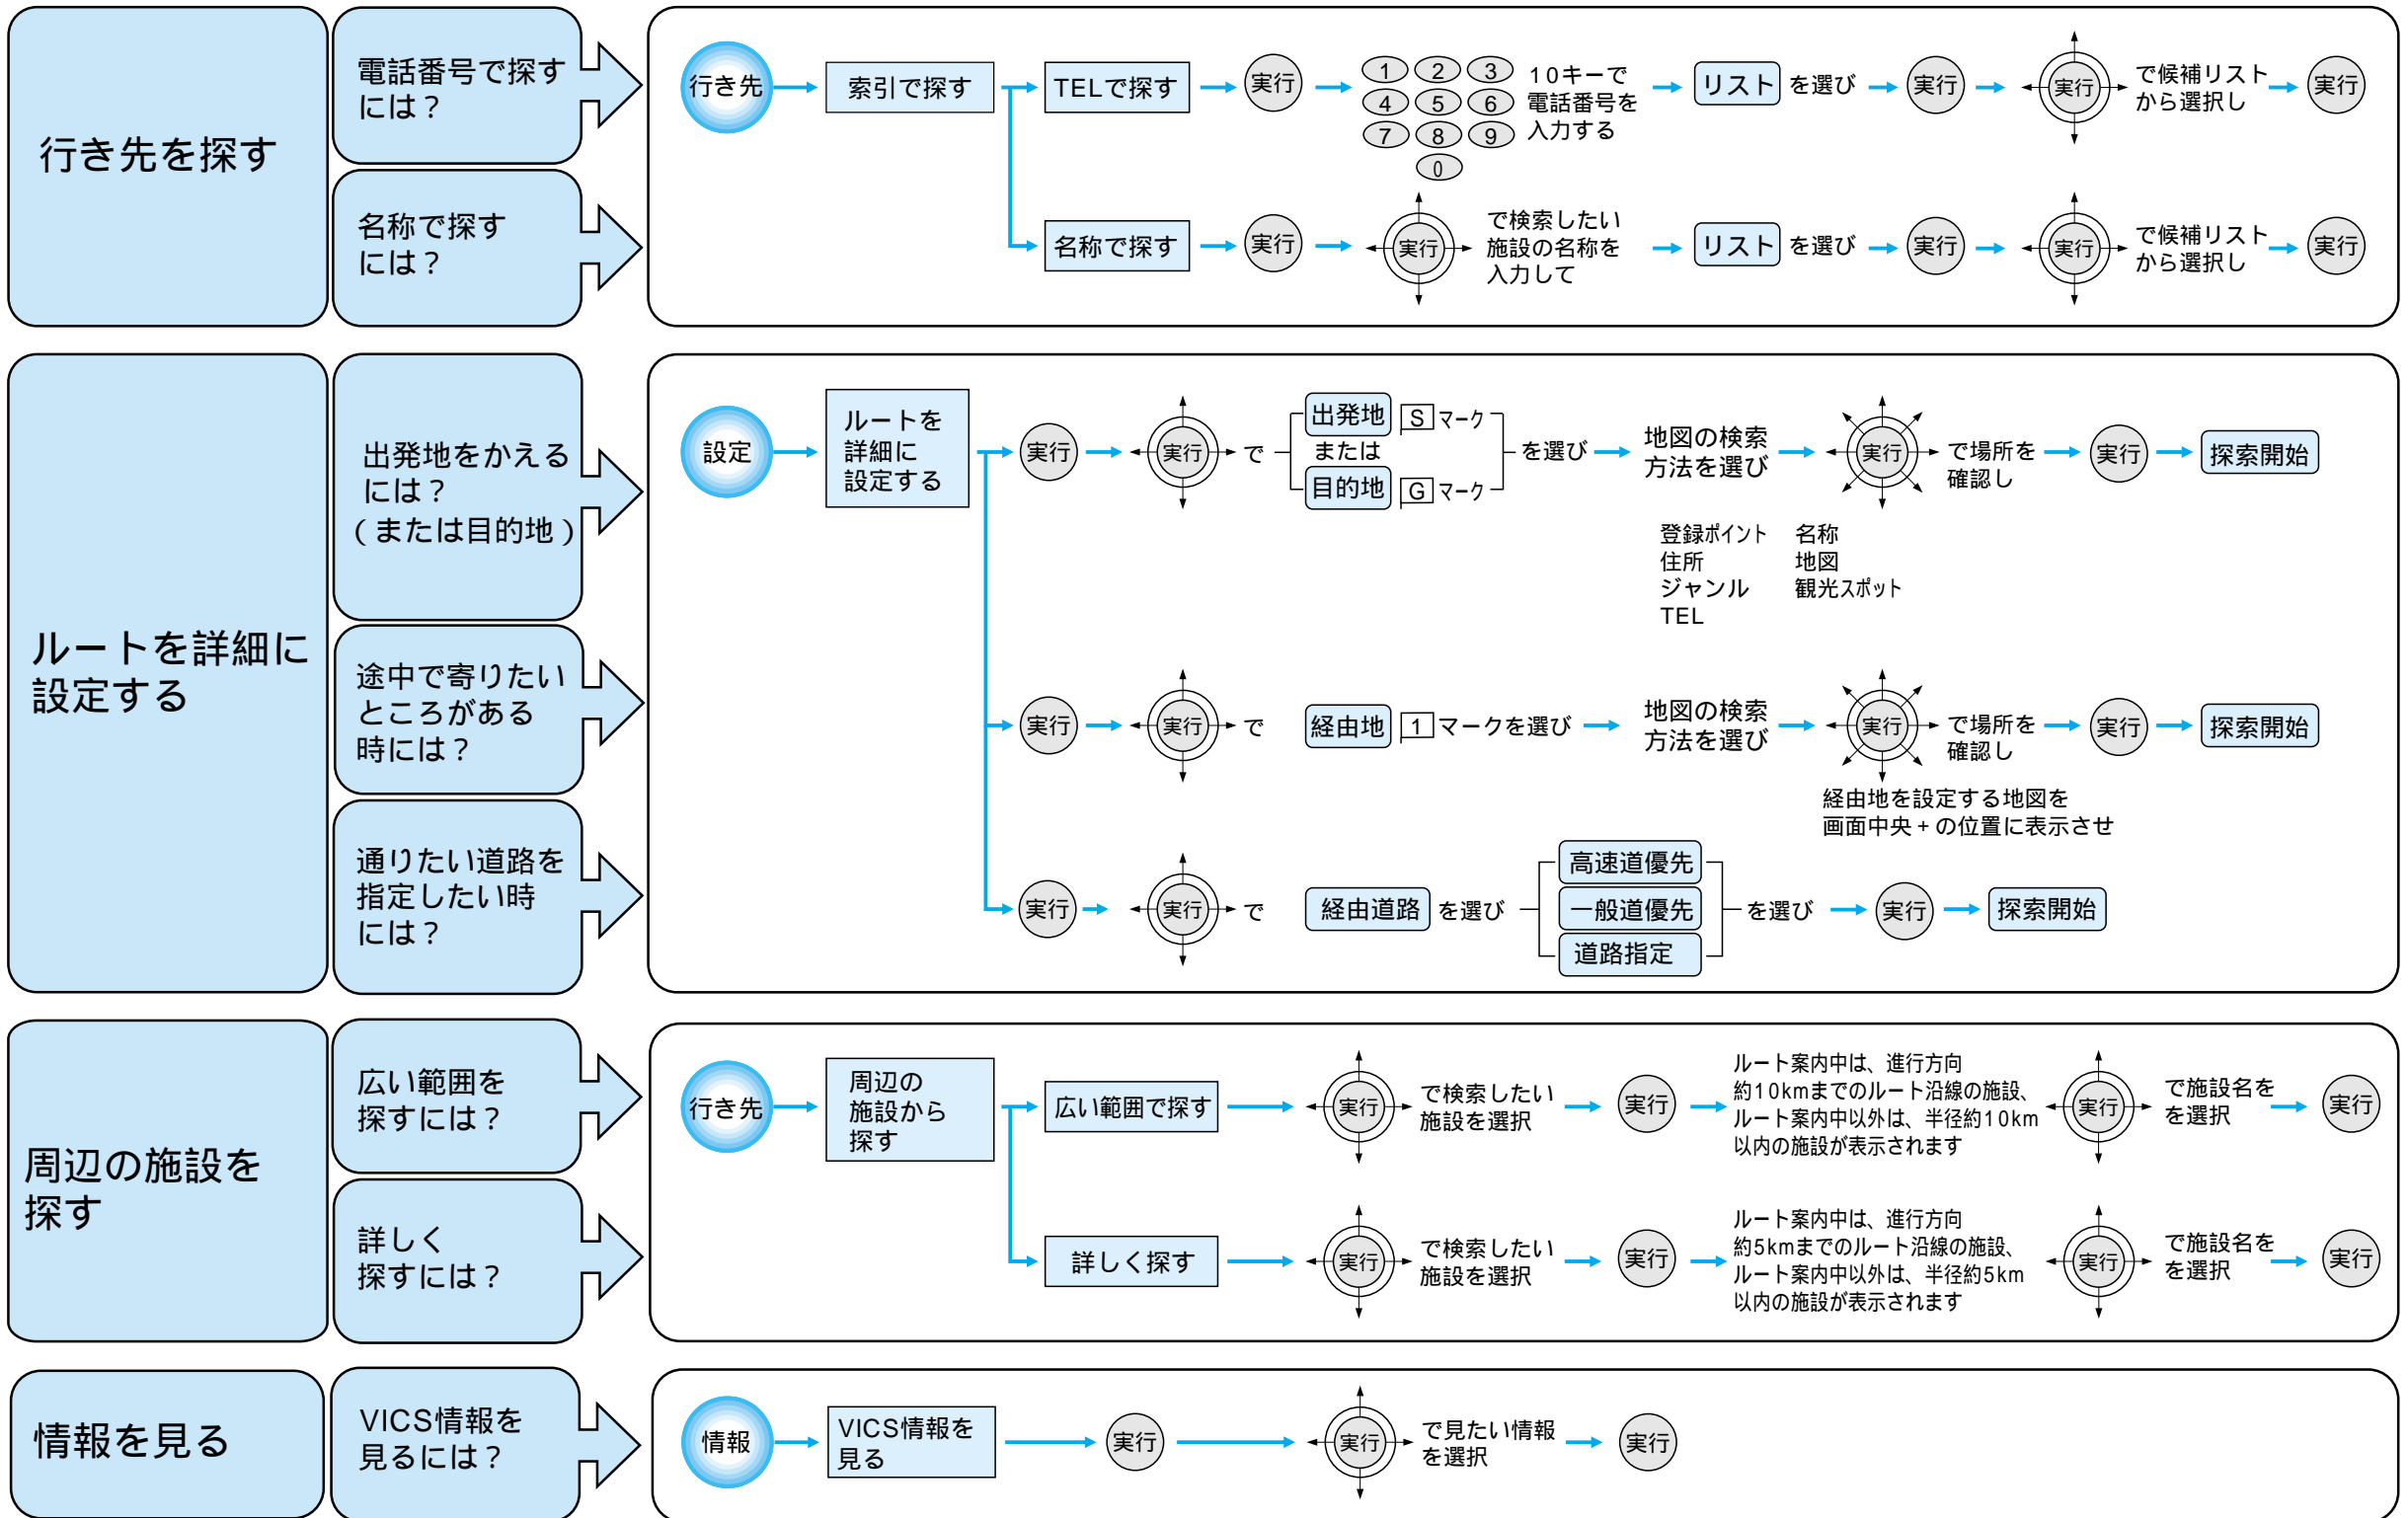 行き先を探す
電話番号で探す
には？
行き先
索引で探す
TELで探す
実行
1 2 3
4 5 6
7 8 9
0
10キーで
電話番号を
入力する
リスト を選び
実行
実行
で候補リスト
から選択し
実行
名称で探す
には？
名称で探す
実行
実行
で検索したい
施設の名称を
入力して
リスト を選び
実行
実行
で候補リスト
から選択し
実行
ルートを詳細に
設定する
出発地をかえる
には？
（または目的地）
設定
ルートを
詳細に
設定する
実行
実行 で
出発地 S マーク
または
目的地 G マーク
を選び
地図の検索
方法を選び
登録ポイント 名称
住所 地図
ジャンル 観光スポット
TEL
実行
で場所を
確認し
実行
探索開始
途中で寄りたい
ところがある
時には？
実行
実行 で
経由地 1 マークを選び
地図の検索
方法を選び
実行
で場所を
確認し
実行
探索開始
経由地を設定する地図を
画面中央+の位置に表示させ
通りたい道路を
指定したい時
には？
実行
実行 で
経由道路 を選び
高速道優先
一般道優先
道路指定
を選び
実行
探索開始
周辺の施設を
探す
広い範囲を
探すには？
行き先
周辺の
施設から
探す
広い範囲で探す
実行
で検索したい
施設を選択
実行
ルート案内中は、進行方向
約10kmまでのルート沿線の施設、
ルート案内中以外は、半径約10km
以内の施設が表示されます
実行
で施設名を
を選択
実行
詳しく
探すには？
詳しく探す
実行
で検索したい
施設を選択
実行
ルート案内中は、進行方向
約5kmまでのルート沿線の施設、
ルート案内中以外は、半径約5km
以内の施設が表示されます
実行
で施設名を
を選択
実行
情報を見る
VICS情報を
見るには？
情報
VICS情報を
見る
実行
実行
で見たい情報
を選択
実行